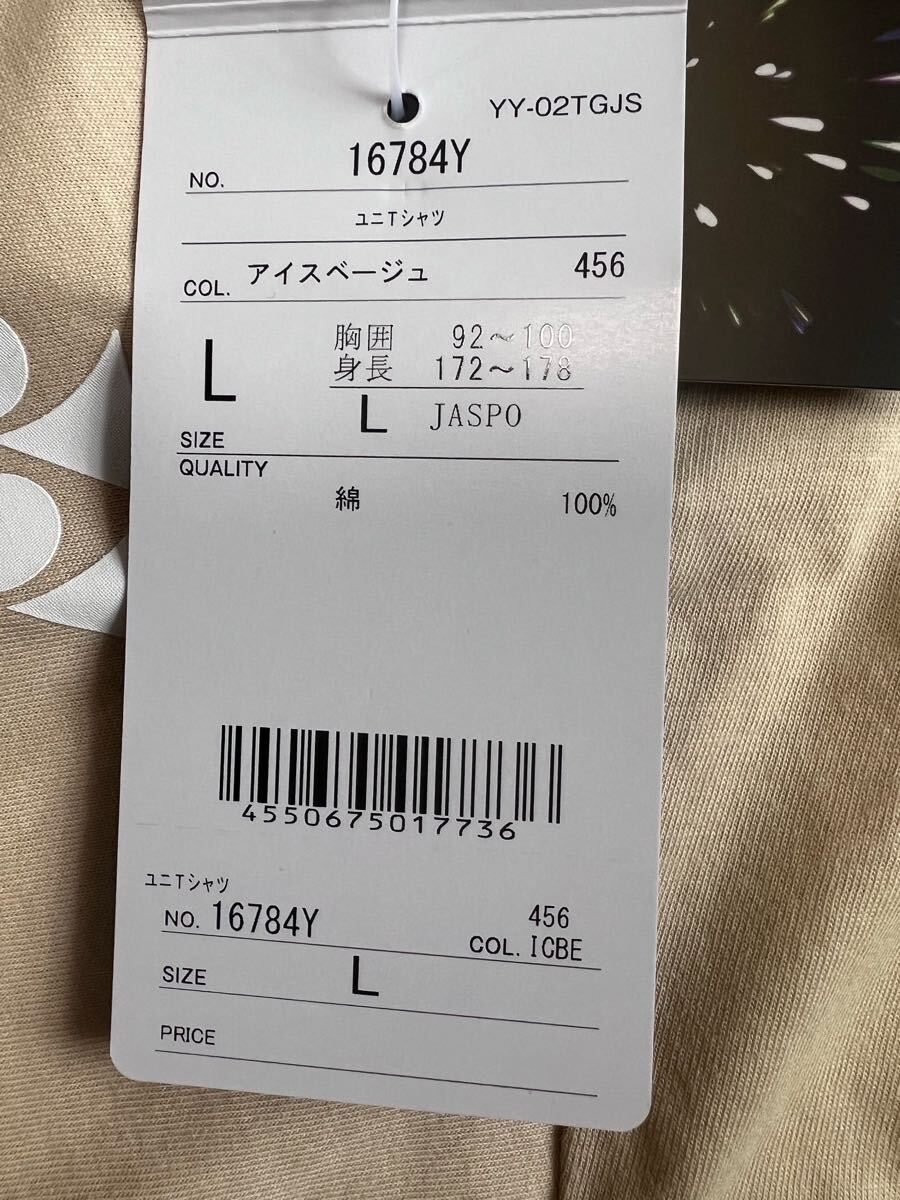 YY-02TGJS
NO. 16784Y
ユニTシャツ
COL. アイスベージュ 456
L 胸囲 92～100
身長 172～178
SIZE L JASPO
QUALITY
綿 100%
4550675017736
ユニTシャツ
NO. 16784Y 456
COL. ICBE
SIZE L
PRICE